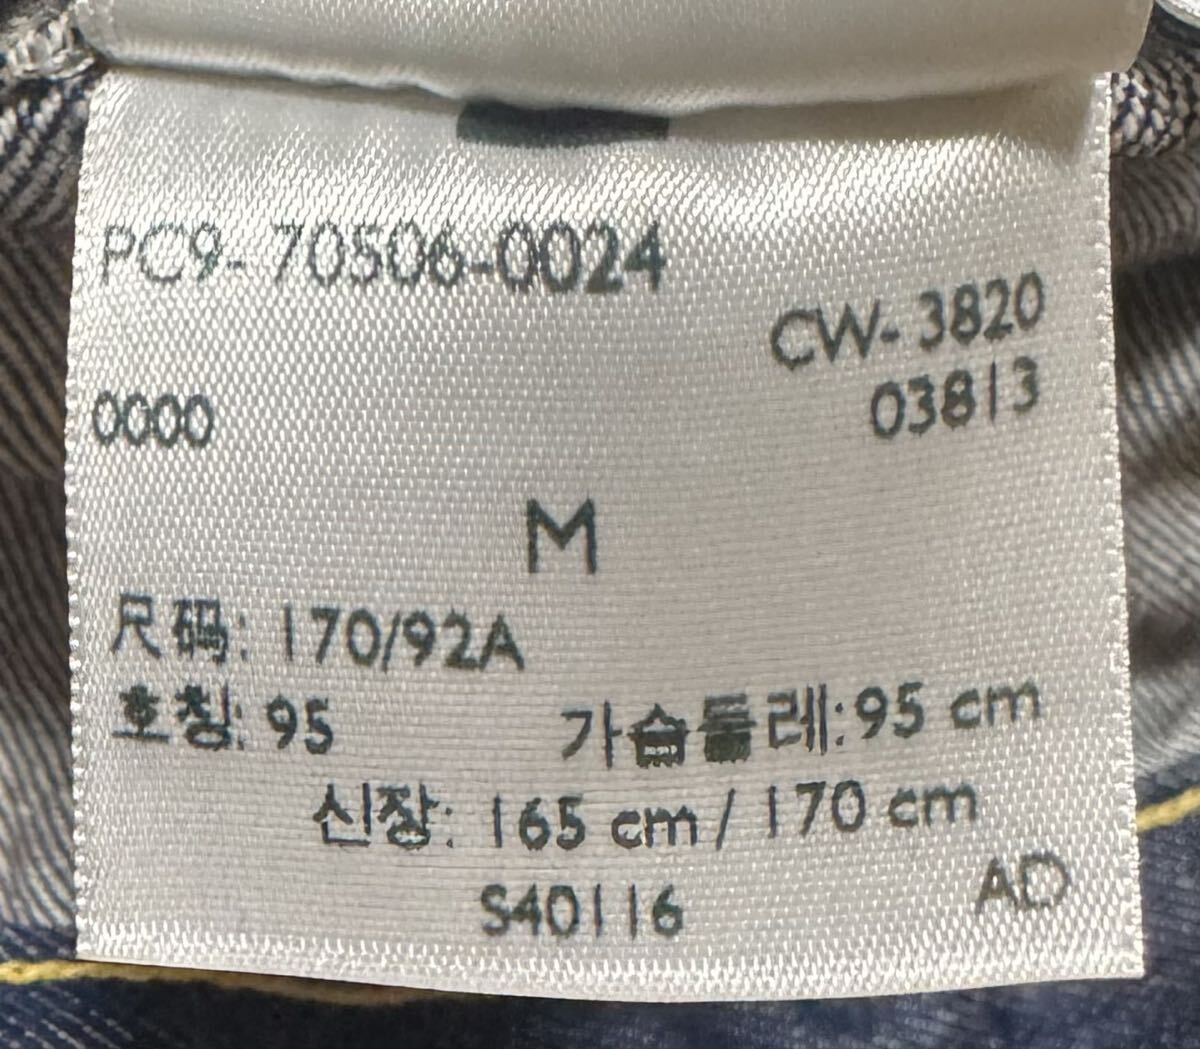 PC9-70506-0024
CW-3820
03813
0000
M
尺码: 170/92A
호칭: 95 가슴둘레:95 cm
신장: 165 cm / 170 cm
S40116
AD